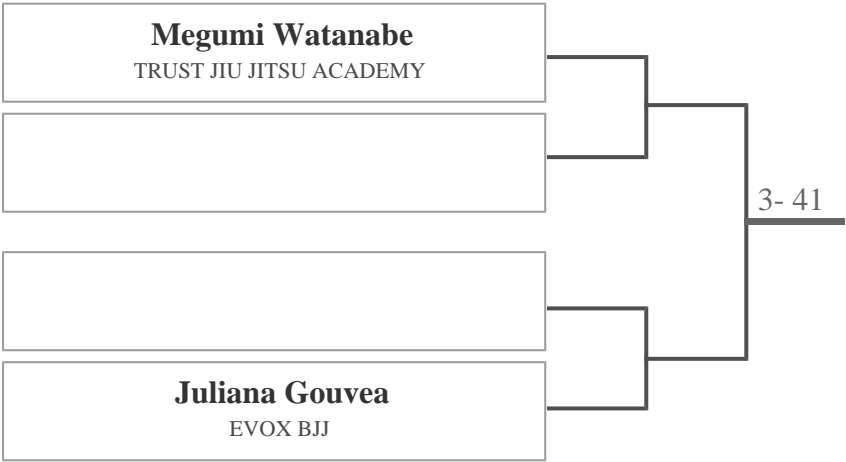 Megumi Watanabe
TRUST JIU JITSU ACADEMY
3- 41
Juliana Gouvea
EVOX BJJ